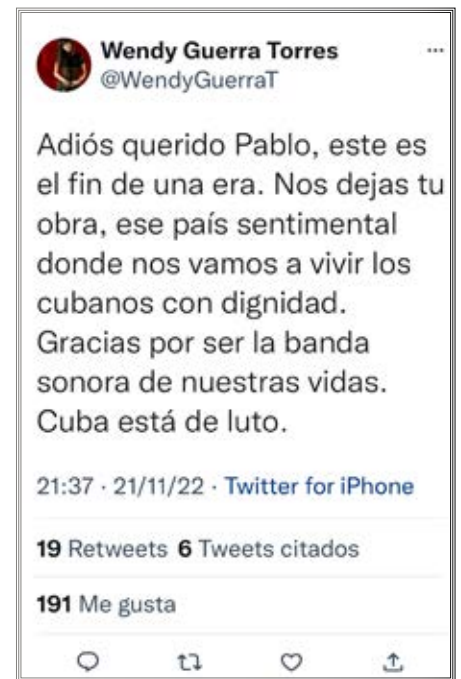 Wendy Guerra Torres
@WendyGuerraT
Adiós querido Pablo, este es
el fin de una era. Nos dejas tu
obra, ese país sentimental
donde nos vamos a vivir los
cubanos con dignidad.
Gracias por ser la banda
sonora de nuestras vidas.
Cuba está de luto.
21:37 · 21/11/22 · Twitter for iPhone
19 Retweets 6 Tweets citados
191 Me gusta